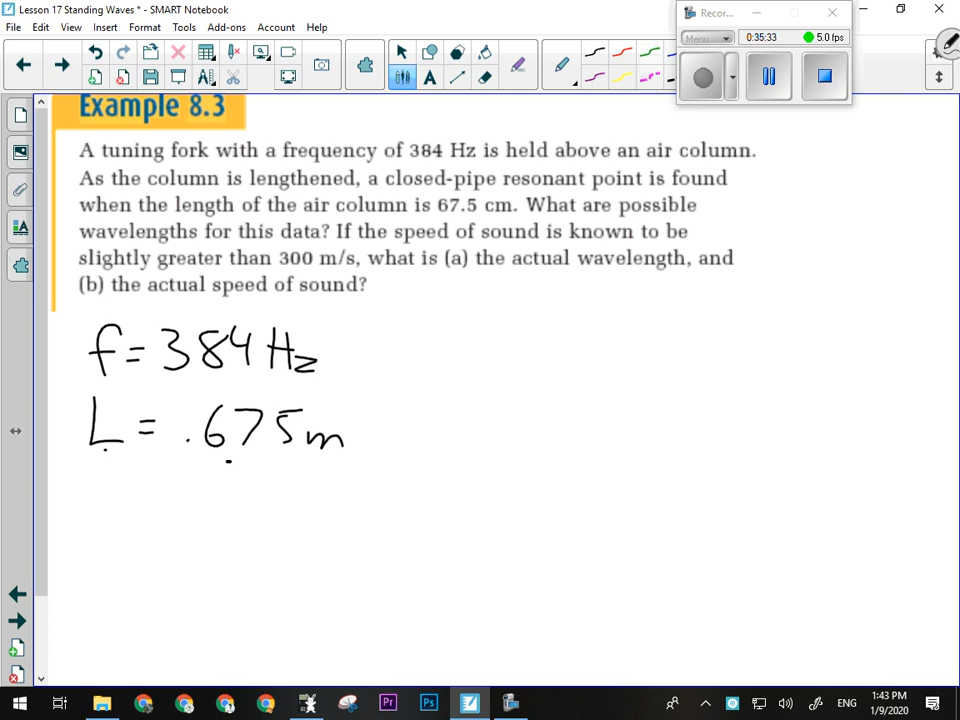 Lesson 17 Standing Waves * - SMART Notebook
File Edit View Insert Format Tools Add-ons Account Help
Recor...
Menu
0:35:33
5.0 fps
Example 8.3
A tuning fork with a frequency of 384 Hz is held above an air column.
As the column is lengthened, a closed-pipe resonant point is found
when the length of the air column is 67.5 cm. What are possible
wavelengths for this data? If the speed of sound is known to be
slightly greater than 300 m/s, what is (a) the actual wavelength, and
(b) the actual speed of sound?
f = 384 Hz
L = .675 m
Pr
Ps
ENG
1:43 PM
1/9/2020